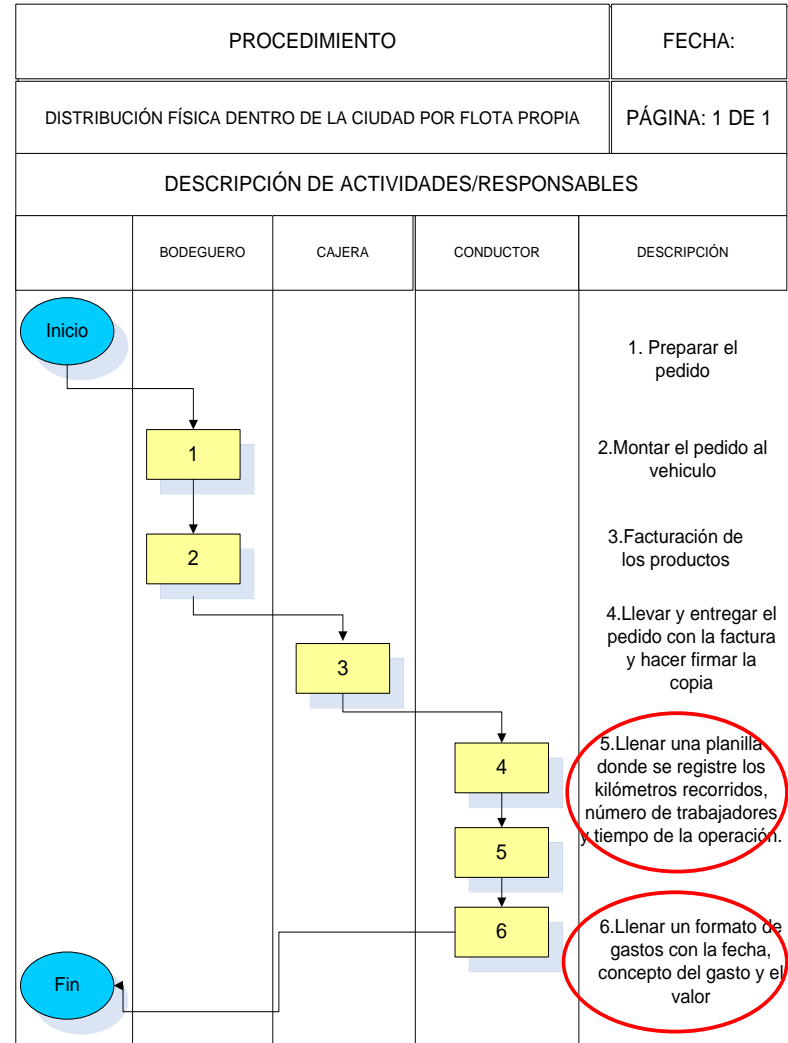 PROCEDIMIENTO
FECHA:
DISTRIBUCIÓN FÍSICA DENTRO DE LA CIUDAD POR FLOTA PROPIA
PÁGINA: 1 DE 1
DESCRIPCIÓN DE ACTIVIDADES/RESPONSABLES
BODEGUERO
CAJERA
CONDUCTOR
DESCRIPCIÓN
Inicio
1. Preparar el
pedido
1
2.Montar el pedido al
vehiculo
2
3.Facturación de
los productos
3
4.Llevar y entregar el
pedido con la factura
y hacer firmar la
copia
4
5.Llenar una planilla
donde se registre los
kilómetros recorridos,
número de trabajadores
y tiempo de la operación.
5
6
6.Llenar un formato de
gastos con la fecha,
concepto del gasto y el
valor
Fin